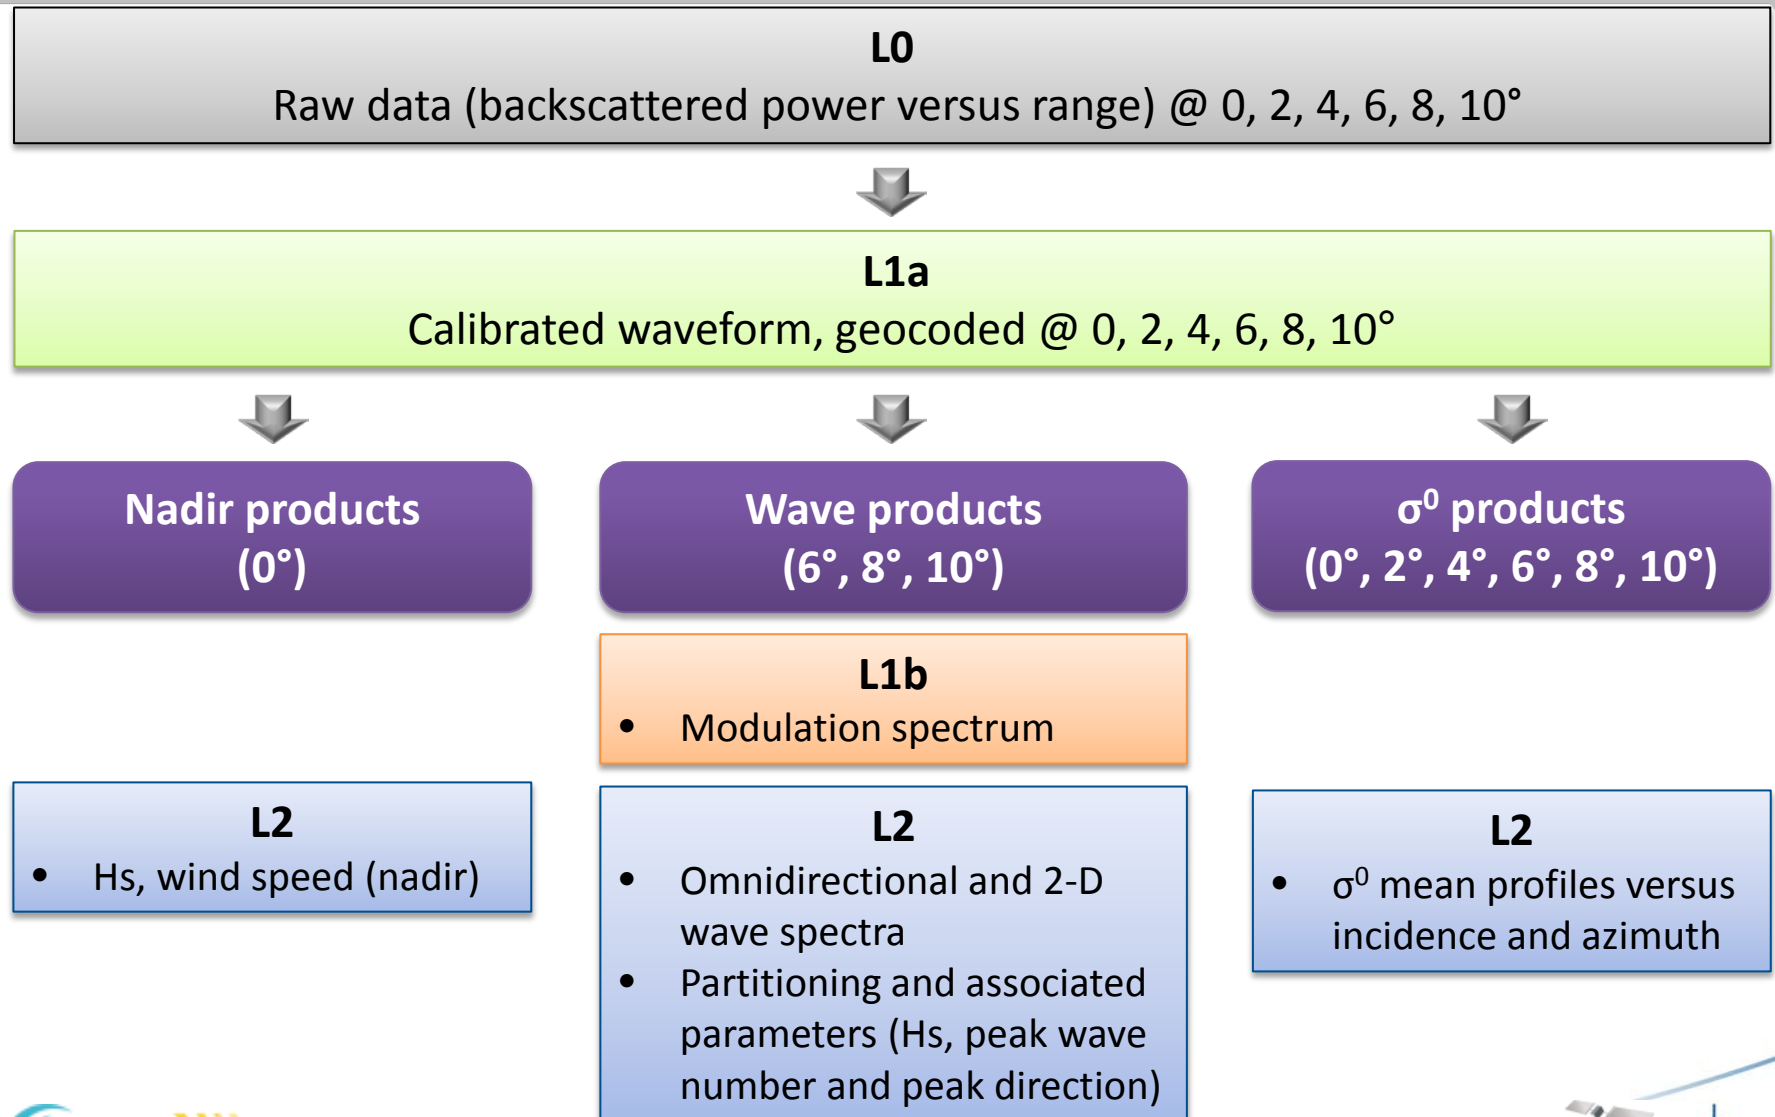 L0
Raw data (backscattered power versus range) @ 0, 2, 4, 6, 8, 10°
L1a
Calibrated waveform, geocoded @ 0, 2, 4, 6, 8, 10°
Nadir products
(0°)
Wave products
(6°, 8°, 10°)
σ⁰ products
(0°, 2°, 4°, 6°, 8°, 10°)
L1b
• Modulation spectrum
L2
• Hs, wind speed (nadir)
L2
• Omnidirectional and 2-D
wave spectra
• Partitioning and associated
parameters (Hs, peak wave
number and peak direction)
L2
• σ⁰ mean profiles versus
incidence and azimuth